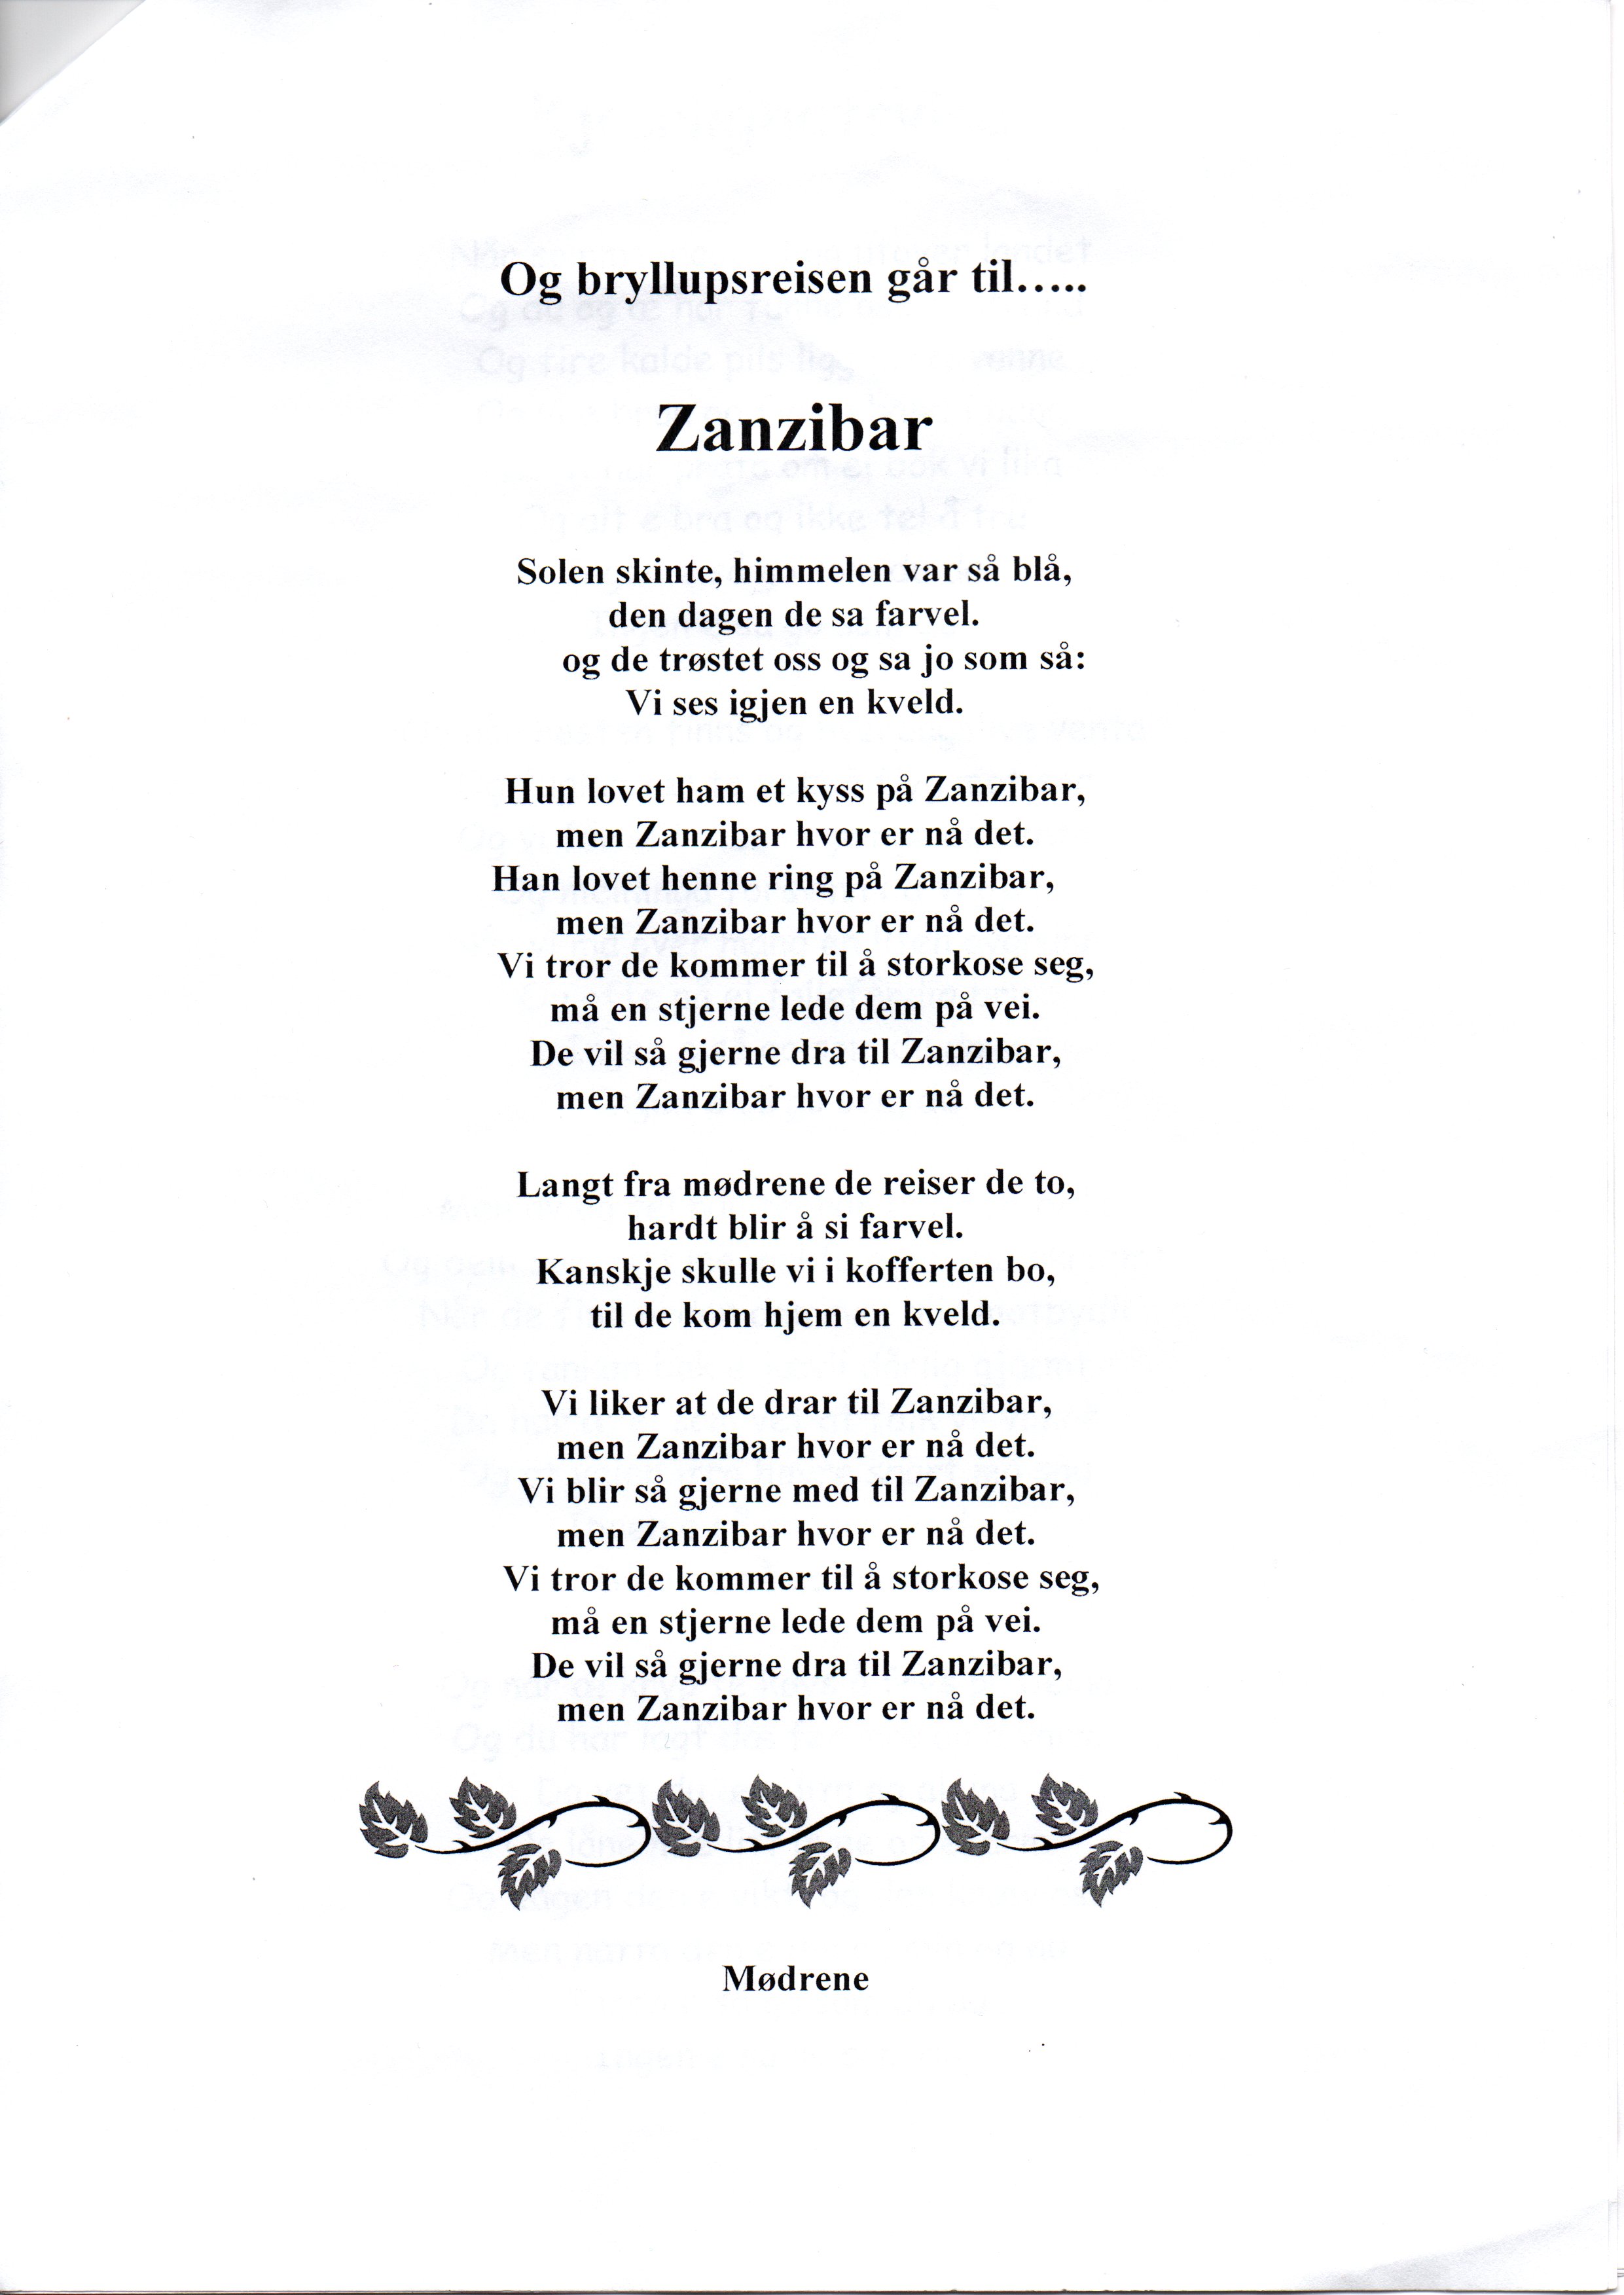 Og bryllupsreisen går til…..
Zanzibar
Solen skinte, himmelen var så blå,
den dagen de sa farvel.
og de trøstet oss og sa jo som så:
Vi ses igjen en kveld.
Hun lovet ham et kyss på Zanzibar,
men Zanzibar hvor er nå det.
Han lovet henne ring på Zanzibar,
men Zanzibar hvor er nå det.
Vi tror de kommer til å storkose seg,
må en stjerne lede dem på vei.
De vil så gjerne dra til Zanzibar,
men Zanzibar hvor er nå det.
Langt fra mødrene de reiser de to,
hardt blir å si farvel.
Kanskje skulle vi i kofferten bo,
til de kom hjem en kveld.
Vi liker at de drar til Zanzibar,
men Zanzibar hvor er nå det.
Vi blir så gjerne med til Zanzibar,
men Zanzibar hvor er nå det.
Vi tror de kommer til å storkose seg,
må en stjerne lede dem på vei.
De vil så gjerne dra til Zanzibar,
men Zanzibar hvor er nå det.
Mødrene